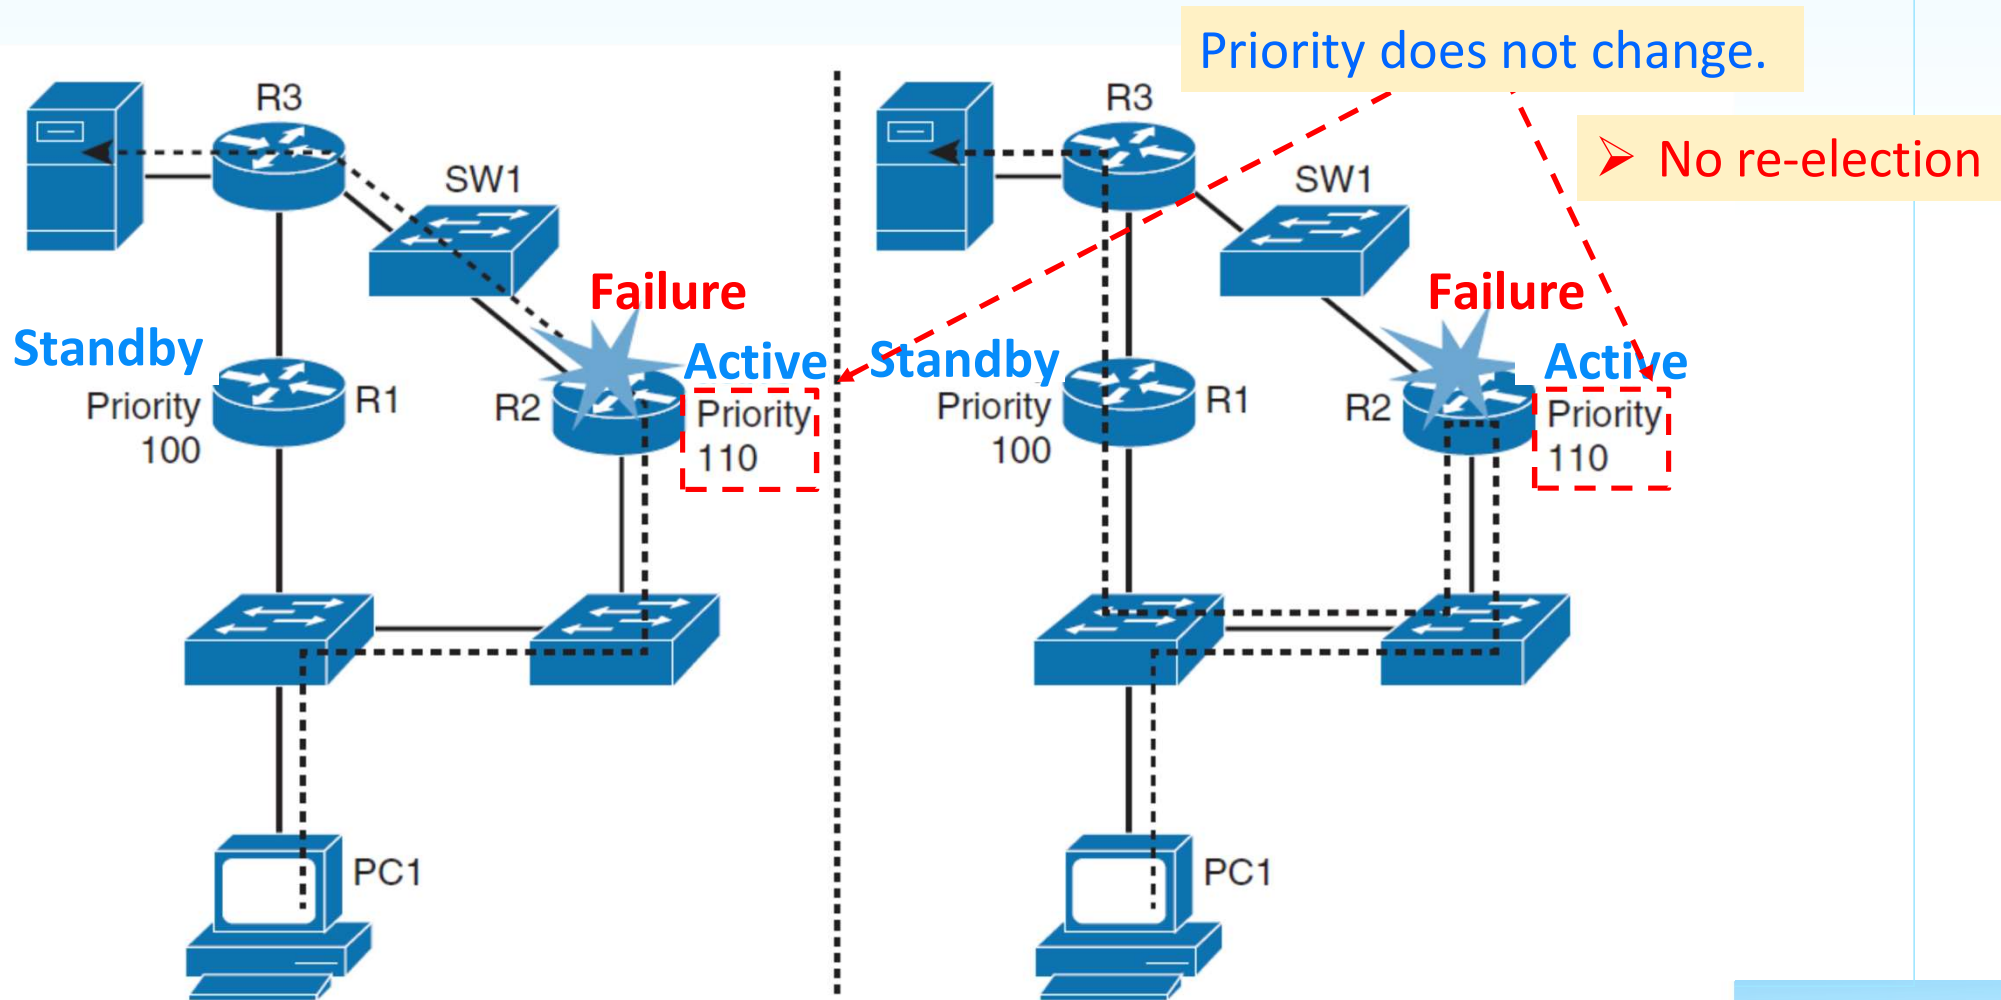 Priority does not change.
➢ No re-election
R3
SW1
Failure
Standby
Active
Priority
100
R1
R2
Priority
110
PC1
R3
SW1
Failure
Standby
Active
Priority
100
R1
R2
Priority
110
PC1